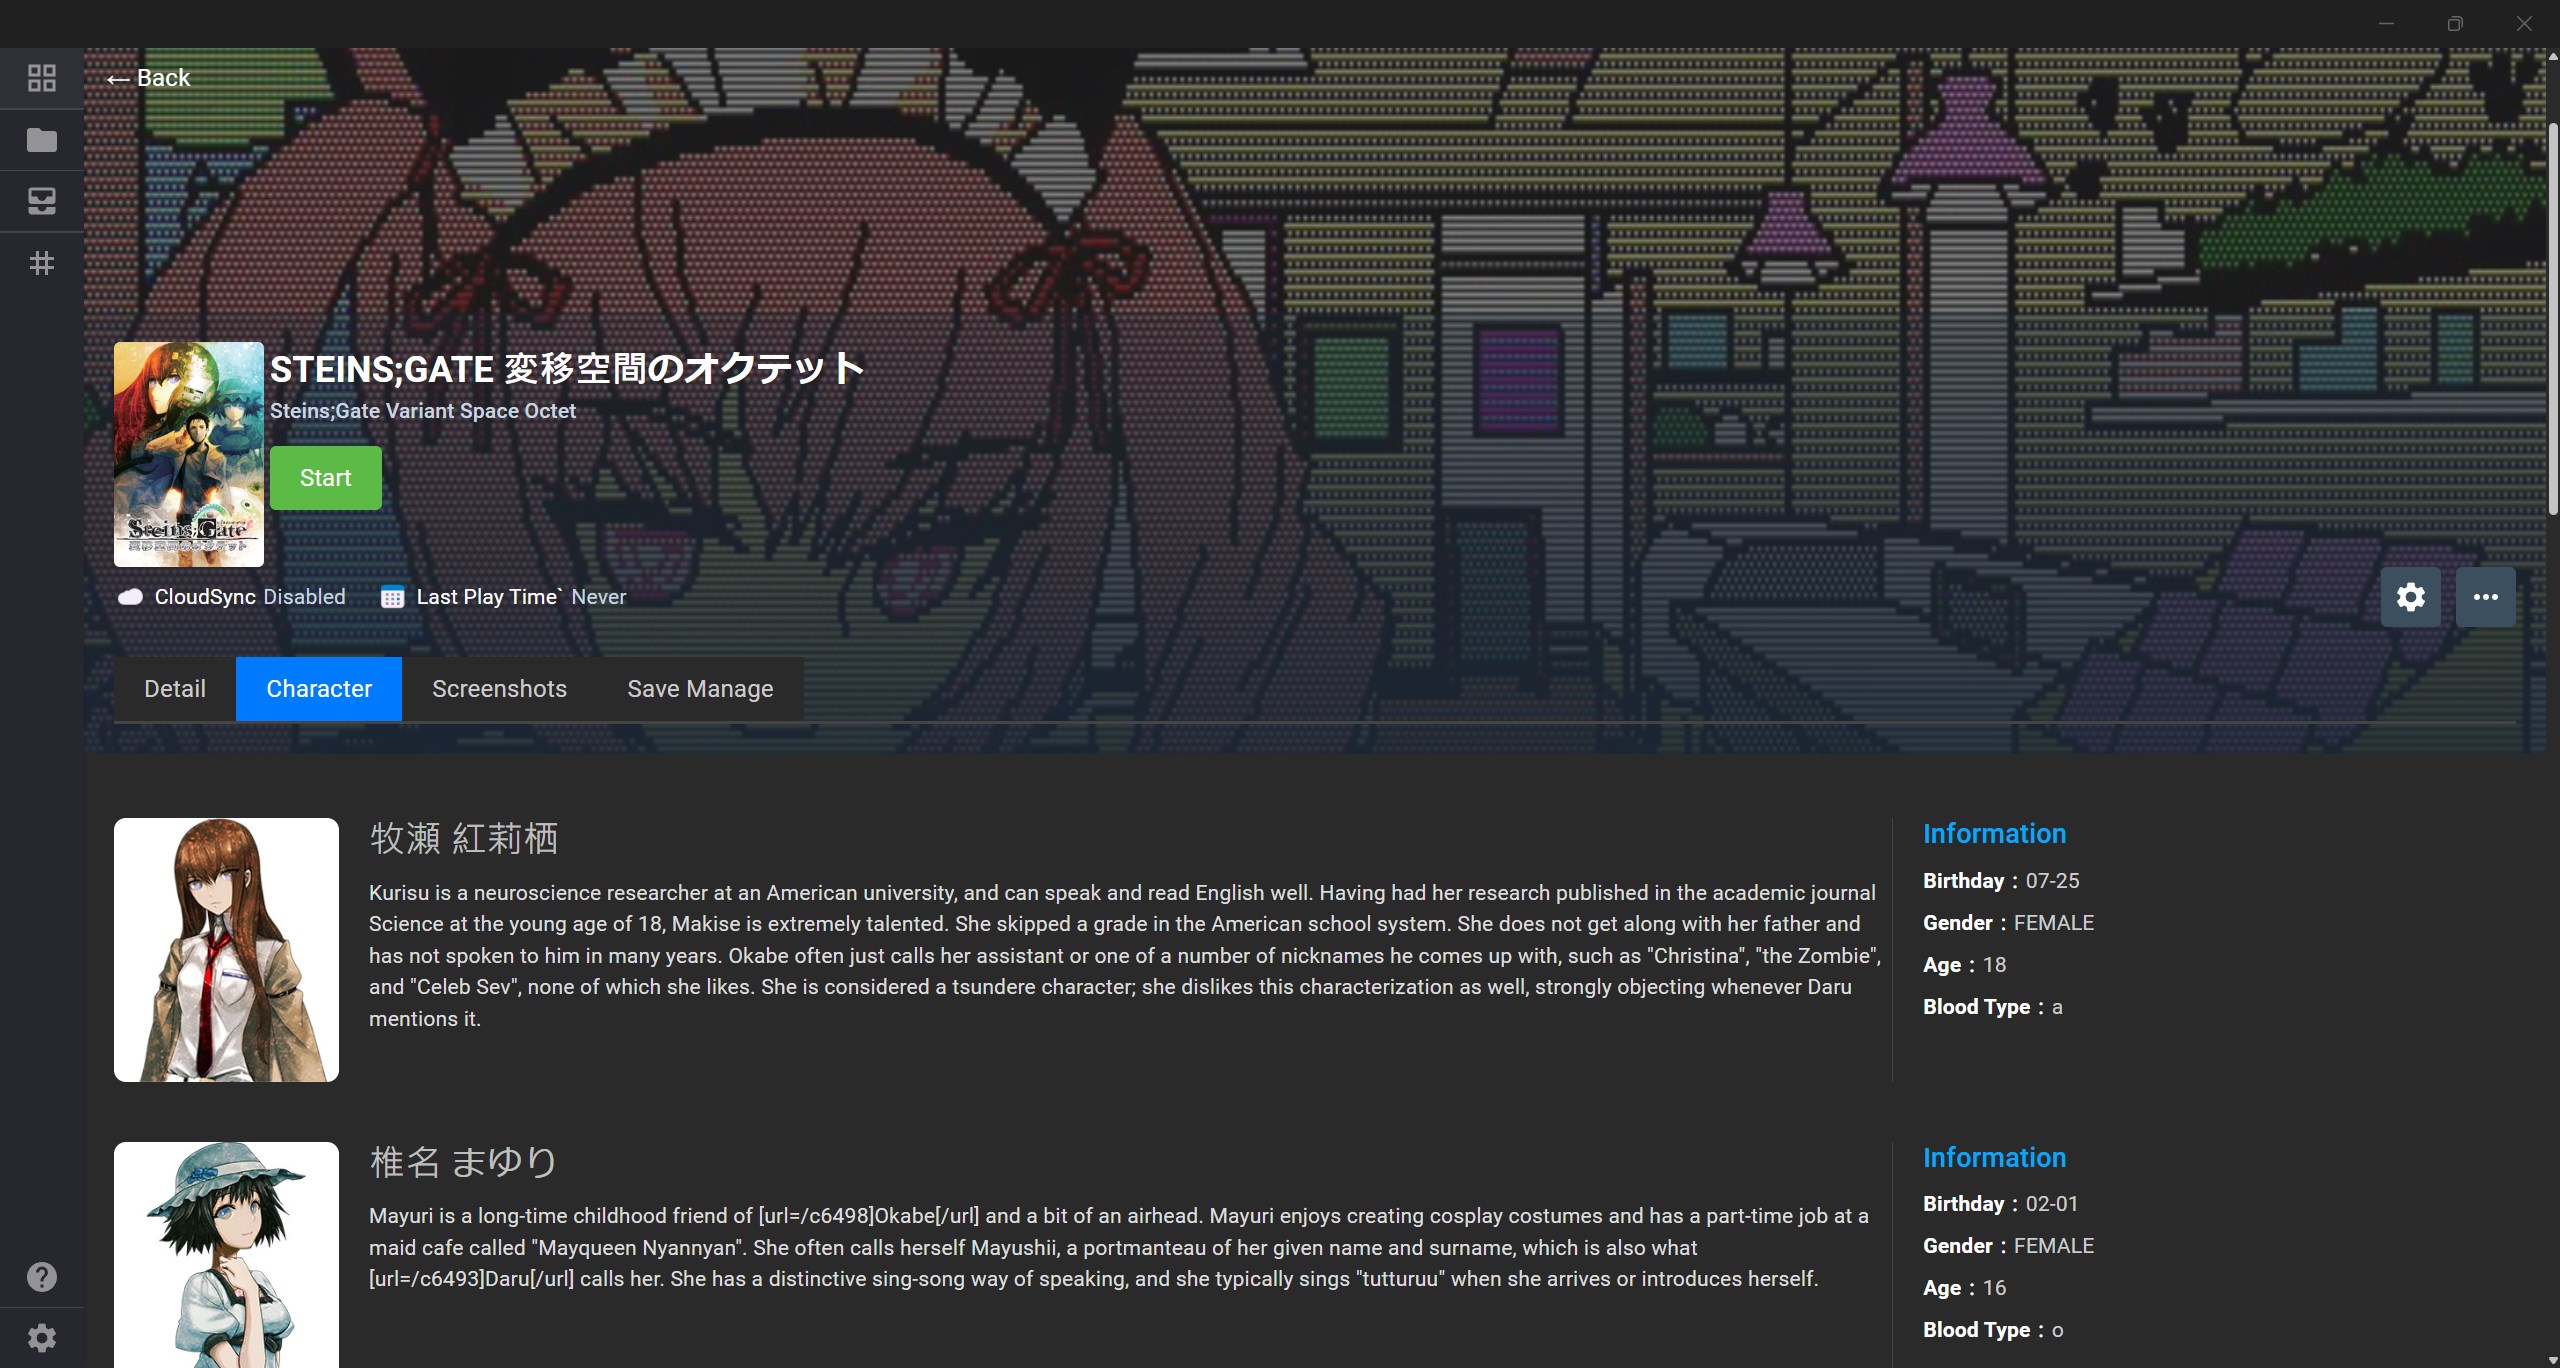 ← Back
STEINS;GATE 変移空間のオクテット
Steins;Gate Variant Space Octet
Start
Steins;Gate
変移空間のオクテット
CloudSync Disabled
Last Play Time` Never
Detail
Character
Screenshots
Save Manage
牧瀬 紅莉栖
Kurisu is a neuroscience researcher at an American university, and can speak and read English well. Having had her research published in the academic journal
Science at the young age of 18, Makise is extremely talented. She skipped a grade in the American school system. She does not get along with her father and
has not spoken to him in many years. Okabe often just calls her assistant or one of a number of nicknames he comes up with, such as "Christina", "the Zombie",
and "Celeb Sev", none of which she likes. She is considered a tsundere character; she dislikes this characterization as well, strongly objecting whenever Daru
mentions it.
Information
Birthday : 07-25
Gender : FEMALE
Age : 18
Blood Type : a
椎名 まゆり
Mayuri is a long-time childhood friend of [url=/c6498]Okabe[/url] and a bit of an airhead. Mayuri enjoys creating cosplay costumes and has a part-time job at a
maid cafe called "Mayqueen Nyannyan". She often calls herself Mayushii, a portmanteau of her given name and surname, which is also what
[url=/c6493]Daru[/url] calls her. She has a distinctive sing-song way of speaking, and she typically sings "tutturuu" when she arrives or introduces herself.
Information
Birthday : 02-01
Gender : FEMALE
Age : 16
Blood Type : o